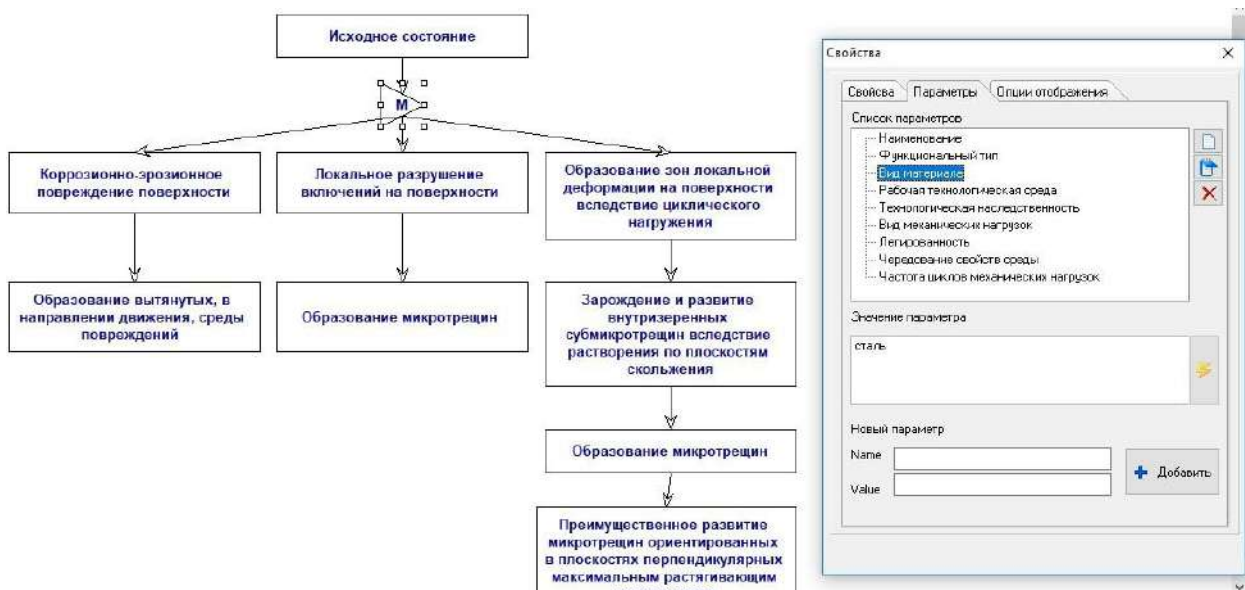 Исходное состояние
М
Коррозионно-эрозионное
повреждение поверхности
Локальное разрушение
включений на поверхности
Образование зон локальной
деформации на поверхности
вследствие циклического
нагружения
Образование вытянутых, в
направлении движения, среды
повреждений
Образование микротрещин
Зарождение и развитие
внутризеренных
субмикротрещин вследствие
растворения по плоскостям
скольжения
Образование микротрещин
Преимущественное развитие
микротрещин ориентированных
в плоскостях перпендикулярных
максимальным растягивающим
Свойства
Свойсва
Параметры
Опции отображения
Список параметров
Наименование
Функциональный тип
Вид материала
Рабочая технологическая среда
Технологическая наследственность
Вид механических нагрузок
Легированность
Чередование свойств среды
Частота циклов механических нагрузок
Значение параметра
сталь
Новый параметр
Name
Value
Добавить